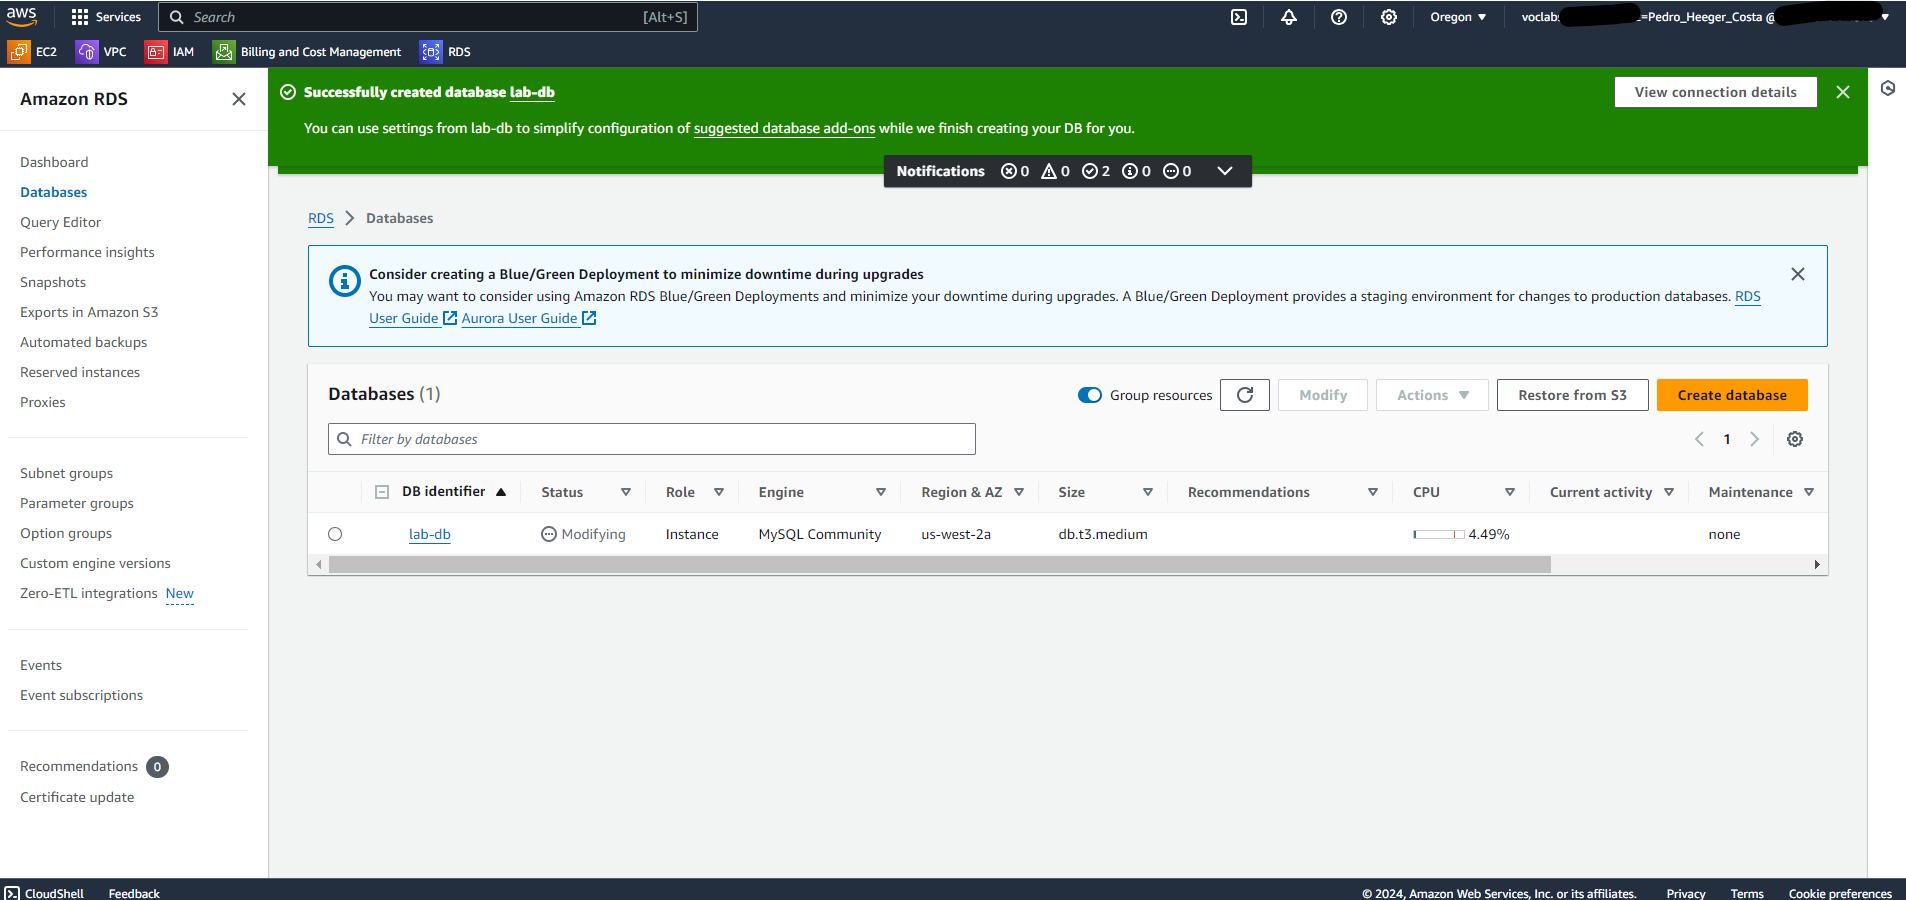 aws
Services
Search
[Alt+S]
Oregon
voclabs
=Pedro_Heeger_Costa @
EC2
VPC
IAM
Billing and Cost Management
RDS
Amazon RDS
Dashboard
Databases
Query Editor
Performance insights
Snapshots
Exports in Amazon S3
Automated backups
Reserved instances
Proxies
Subnet groups
Parameter groups
Option groups
Custom engine versions
Zero-ETL integrations New
Events
Event subscriptions
Recommendations 0
Certificate update
Successfully created database lab-db
View connection details
You can use settings from lab-db to simplify configuration of suggested database add-ons while we finish creating your DB for you.
Notifications 0 0 2 0 0
RDS Databases
Consider creating a Blue/Green Deployment to minimize downtime during upgrades
You may want to consider using Amazon RDS Blue/Green Deployments and minimize your downtime during upgrades. A Blue/Green Deployment provides a staging environment for changes to production databases. RDS
User Guide Aurora User Guide
Databases (1)
Group resources
Modify
Actions
Restore from S3
Create database
Filter by databases
1
DB identifier Status Role Engine Region & AZ Size Recommendations CPU Current activity Maintenance
lab-db Modifying Instance MySQL Community us-west-2a db.t3.medium 4.49% none
CloudShell Feedback © 2024, Amazon Web Services, Inc. or its affiliates. Privacy Terms Cookie preferences